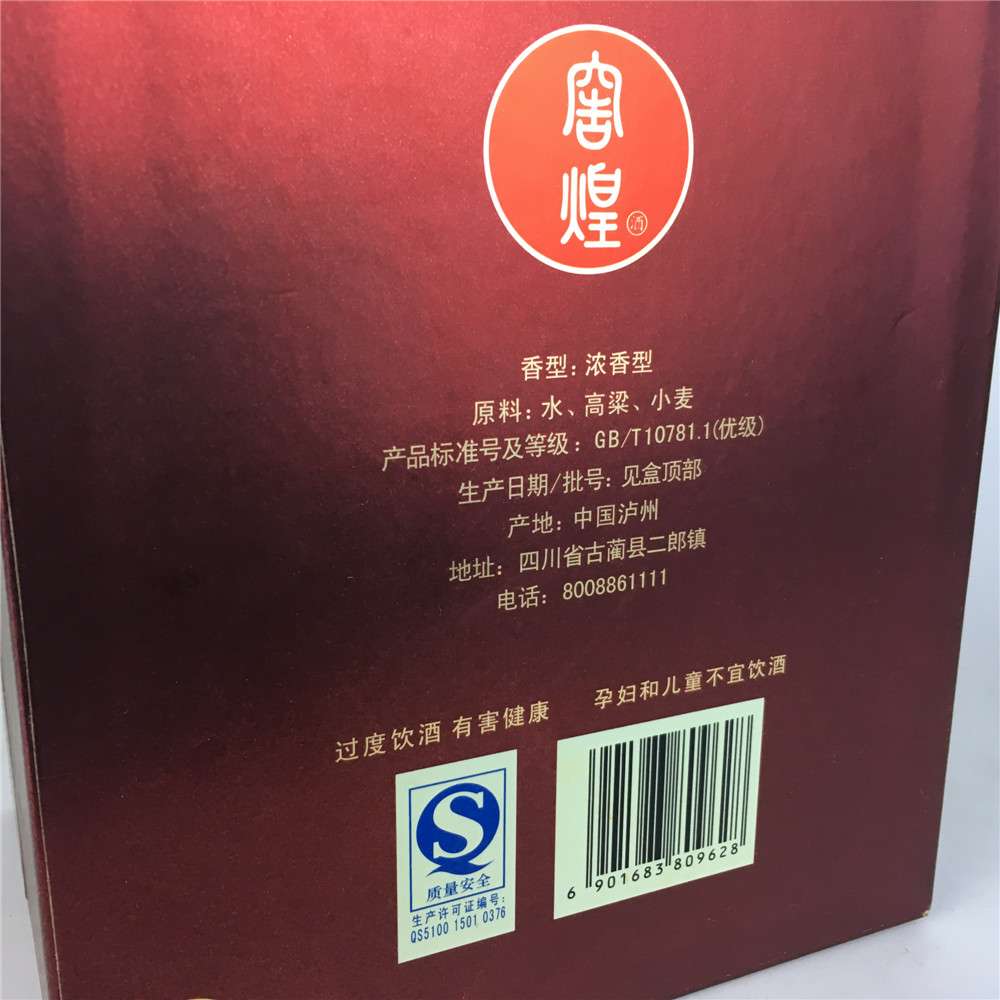 窖煌
酒
香型：浓香型
原料：水、高粱、小麦
产品标准号及等级：GB/T10781.1(优级)
生产日期/批号：见盒顶部
产地：中国泸州
地址：四川省古蔺县二郎镇
电话：8008861111
过度饮酒 有害健康
孕妇和儿童不宜饮酒
质量安全
生产许可证编号：
QS5100 1501 0376
6 901683 809628